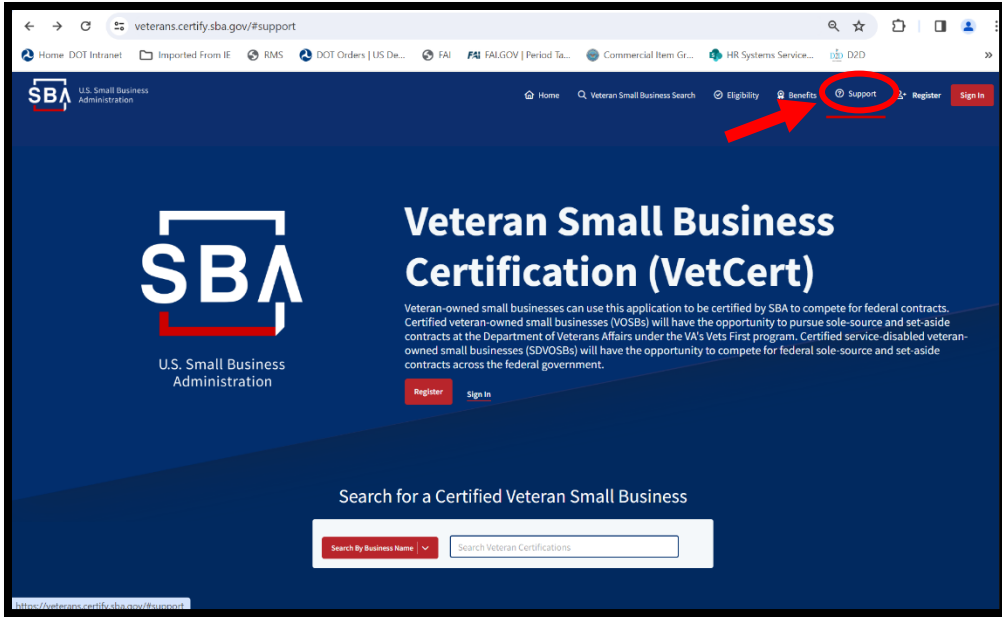 veterans.certify.sba.gov/#support
Home DOT Intranet Imported From IE RMS DOT Orders | US De... FAI FAI.GOV | Period Ta... Commercial Item Gr... HR Systems Service... D2D »
SBA U.S. Small Business
Administration
Home Veteran Small Business Search Eligibility Benefits Support Register Sign In
SBA
U.S. Small Business
Administration
Veteran Small Business
Certification (VetCert)
Veteran-owned small businesses can use this application to be certified by SBA to compete for federal contracts.
Certified veteran-owned small businesses (VOSBs) will have the opportunity to pursue sole-source and set-aside
contracts at the Department of Veterans Affairs under the VA's Vets First program. Certified service-disabled veteran-
owned small businesses (SDVOSBs) will have the opportunity to compete for federal sole-source and set-aside
contracts across the federal government.
Register Sign In
Search for a Certified Veteran Small Business
Search By Business Name Search Veteran Certifications
https://veterans.certify.sba.gov/#support